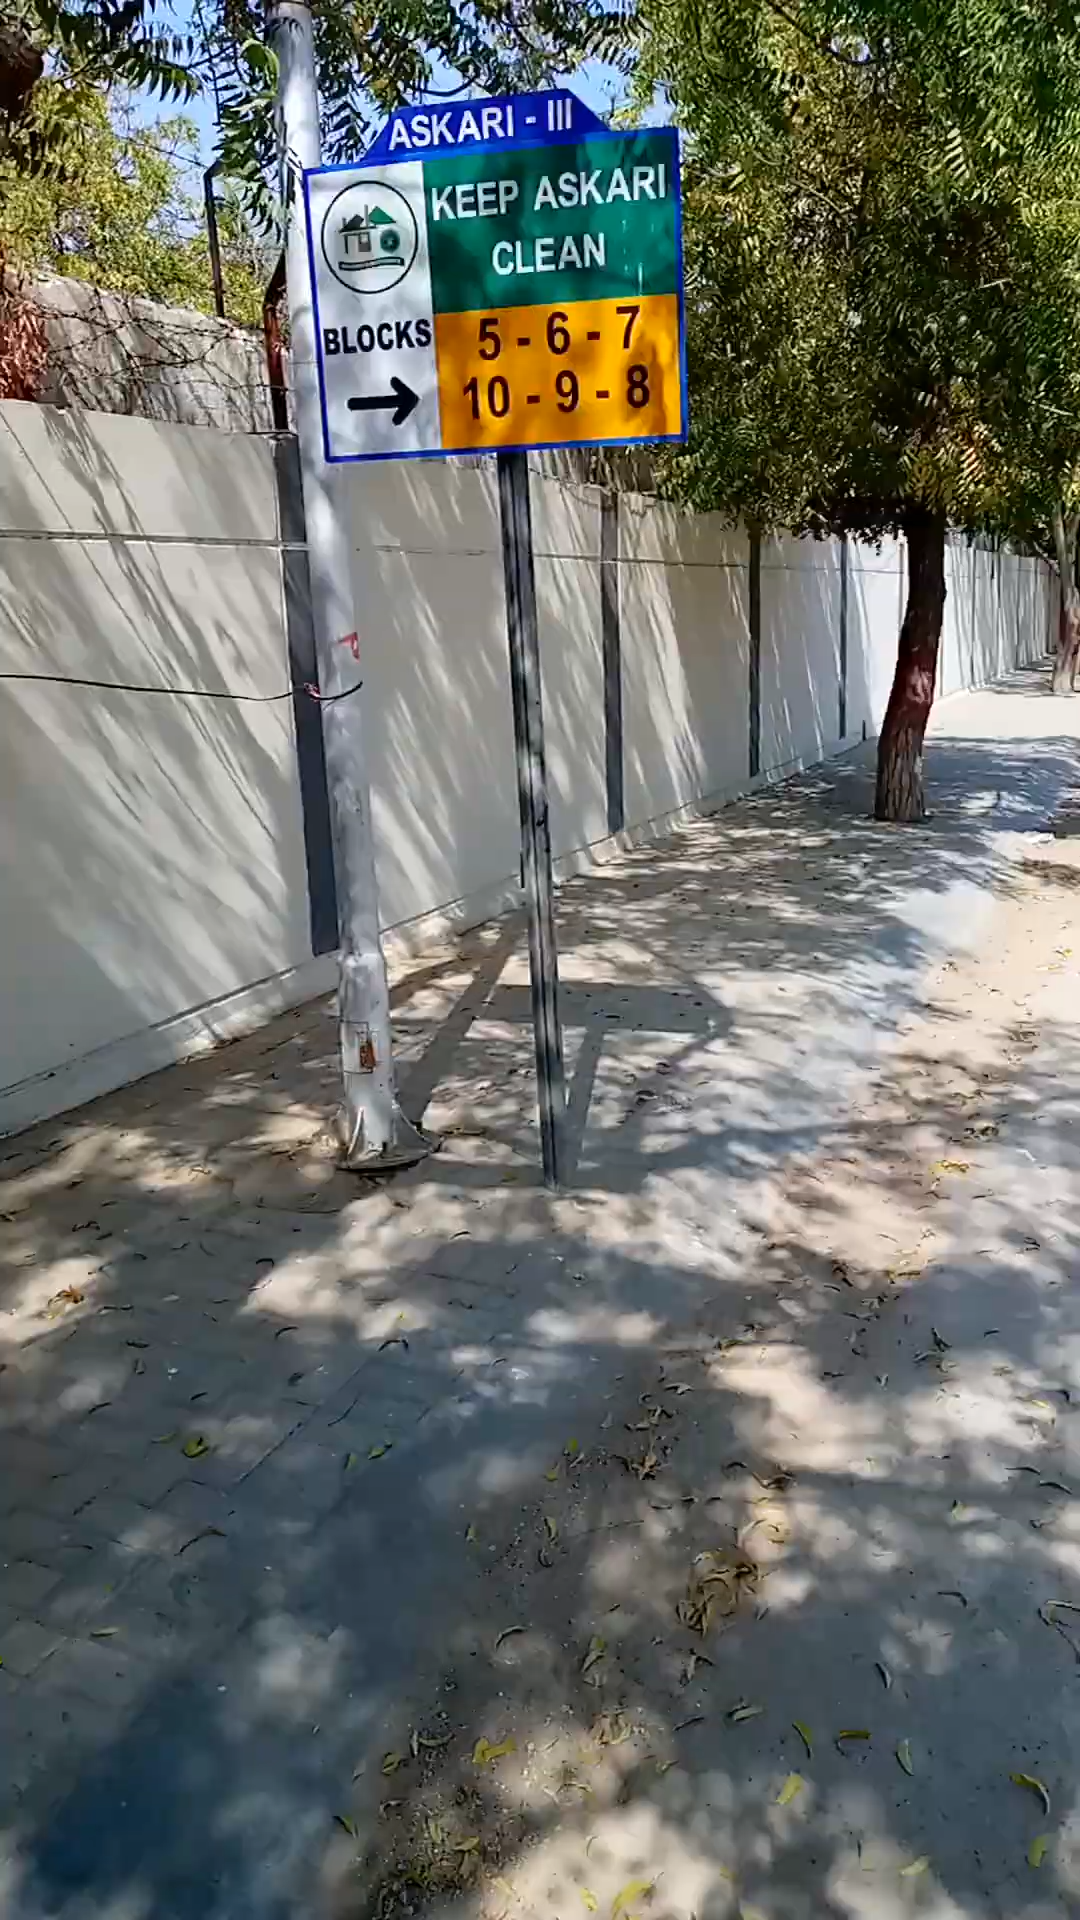 ASKARI - III
KEEP ASKARI
CLEAN
BLOCKS
5 - 6 - 7
10 - 9 - 8